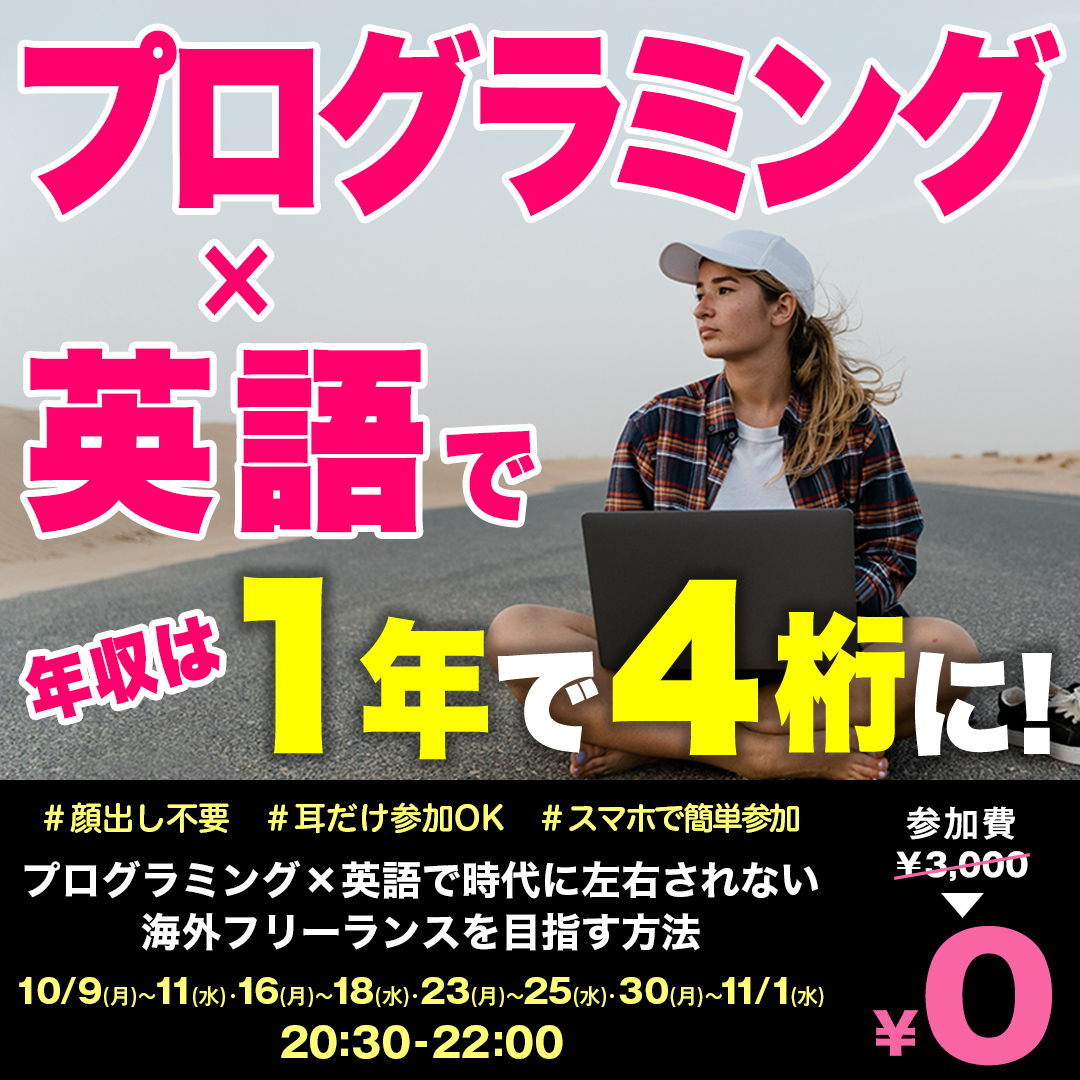 プログラミング
×
英語で
年収は1年で4桁に!
#顔出し不要 #耳だけ参加OK #スマホで簡単参加
プログラミング×英語で時代に左右されない
海外フリーランスを目指す方法
10/9(月)~11(水)・16(月)~18(水)・23(月)~25(水)・30(月)~11/1(水)
20:30-22:00
参加費
¥3,000
¥0